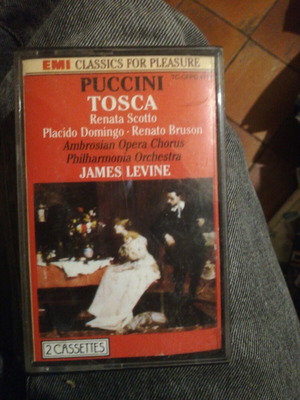 EMI CLASSICS FOR PLEASURE
PUCCINI
TOSCA
Renata Scotto
Placido Domingo · Renato Bruson
Ambrosian Opera Chorus
Philharmonia Orchestra
JAMES LEVINE
2 CASSETTES